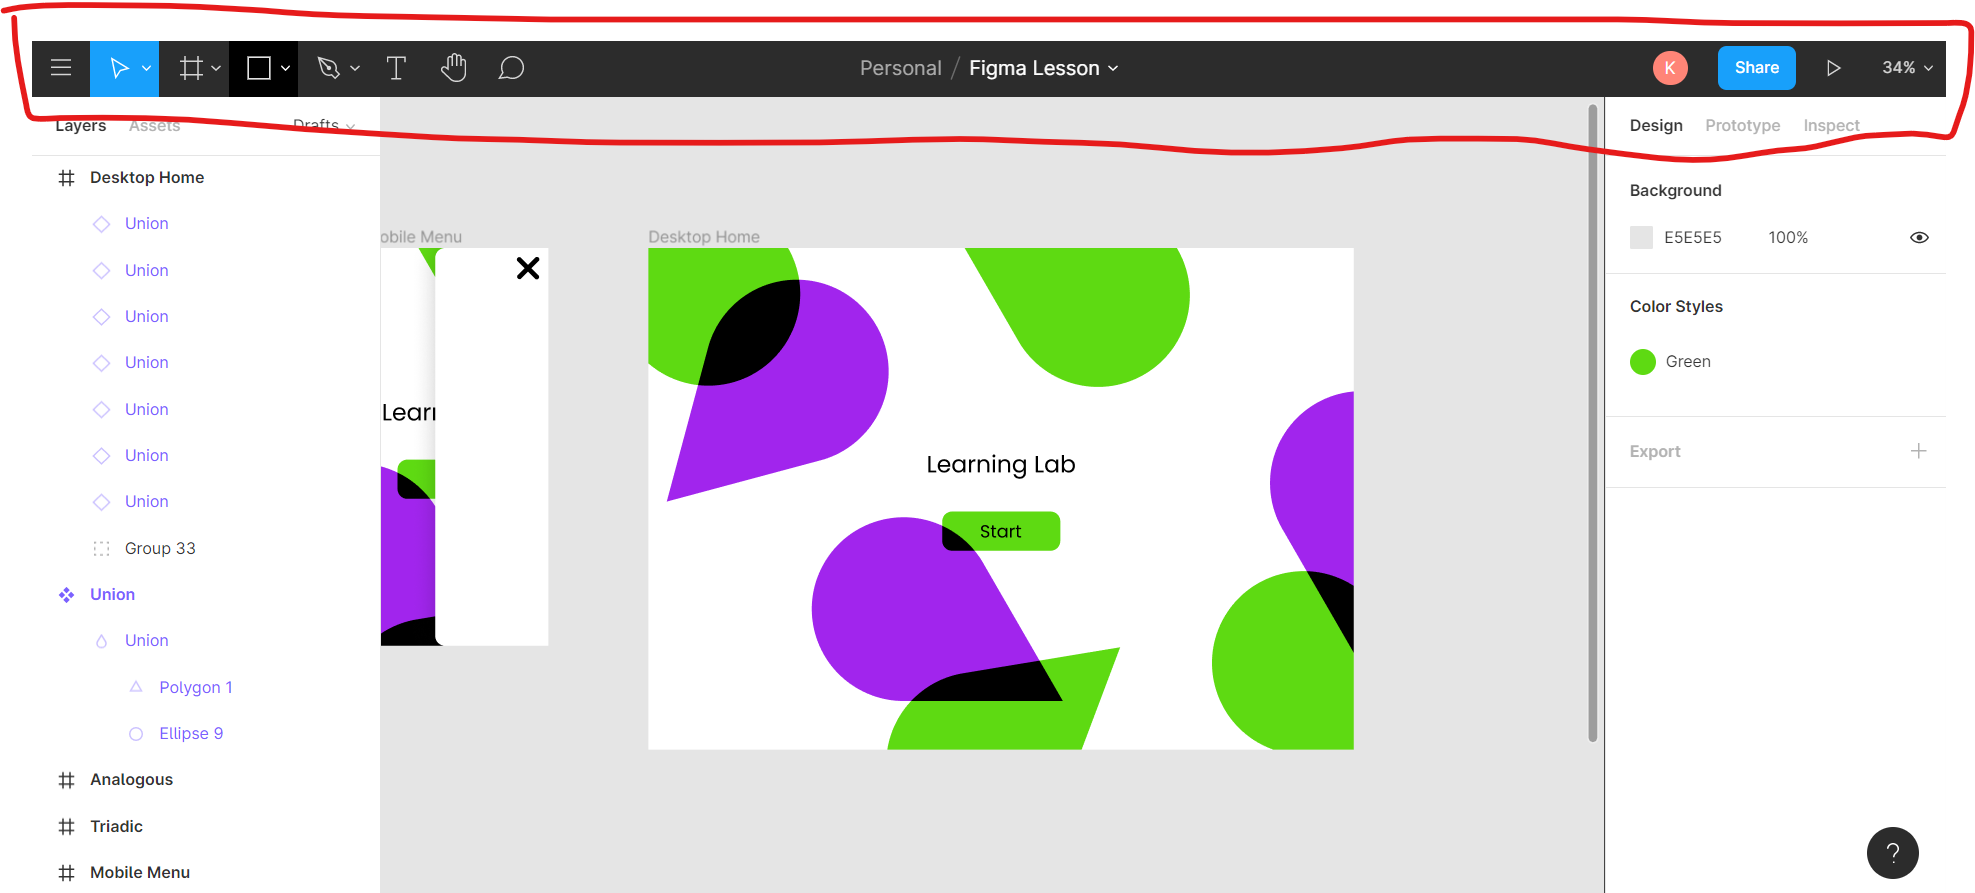 Personal / Figma Lesson
K
Share
34%
Layers Assets Drafts
Design Prototype Inspect
Desktop Home
Union
Union
Union
Union
Union
Union
Union
Group 33
Union
Union
Polygon 1
Ellipse 9
Analogous
Triadic
Mobile Menu
obile Menu
Desktop Home
Lear
Learning Lab
Start
Background
E5E5E5 100%
Color Styles
Green
Export
?